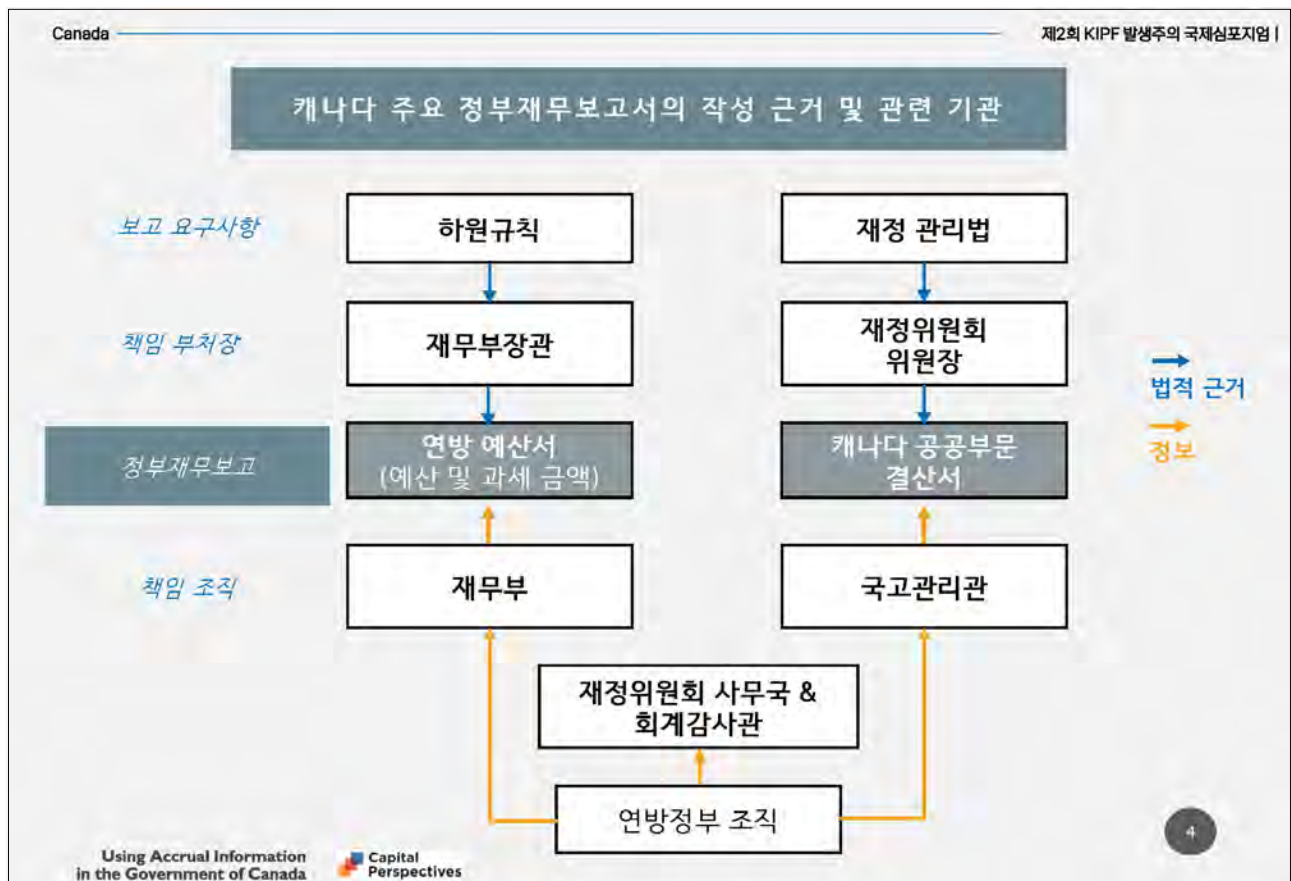 Canada
제2회 KIPF 발생주의 국제심포지엄 |
캐나다 주요 정부재무보고서의 작성 근거 및 관련 기관
보고 요구사항
하원규칙
재정 관리법
책임 부처장
재무부장관
재정위원회
위원장
법적 근거
정보
정부재무보고
연방 예산서
(예산 및 과세 금액)
캐나다 공공부문
결산서
책임 조직
재무부
국고관리관
재정위원회 사무국 &
회계감사관
연방정부 조직
4
Using Accrual Information
in the Government of Canada
Capital
Perspectives